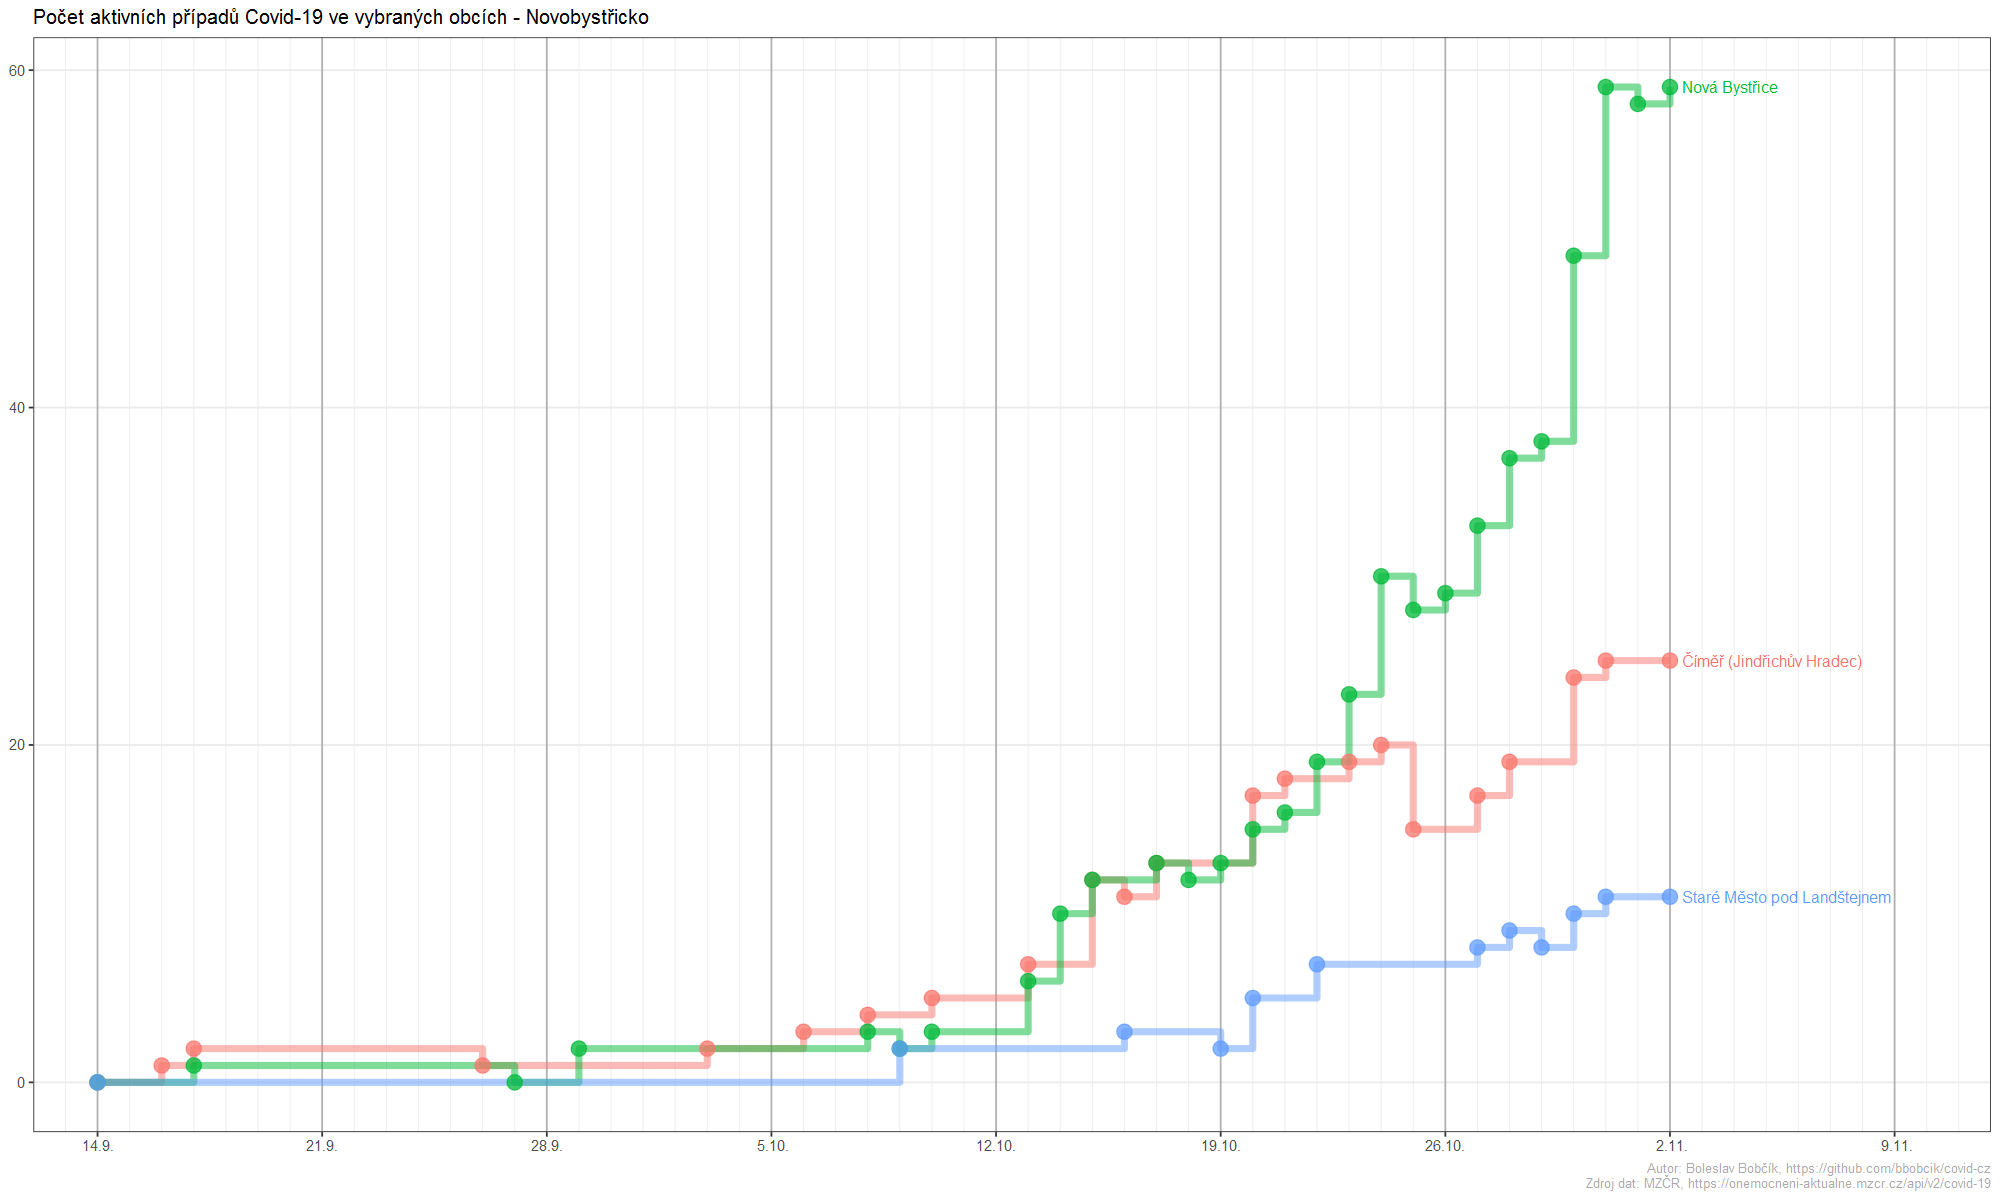 Počet aktivních případů Covid-19 ve vybraných obcích - Novobystřicko
60
40
20
0
Nová Bystřice
Číměř (Jindřichův Hradec)
Staré Město pod Landštejnem
14.9. 21.9. 28.9. 5.10. 12.10. 19.10. 26.10. 2.11. 9.11.
Autor: Boleslav Bobčík, https://github.com/bbobcik/covid-cz
Zdroj dat: MZČR, https://onemocneni-aktualne.mzcr.cz/api/v2/covid-19